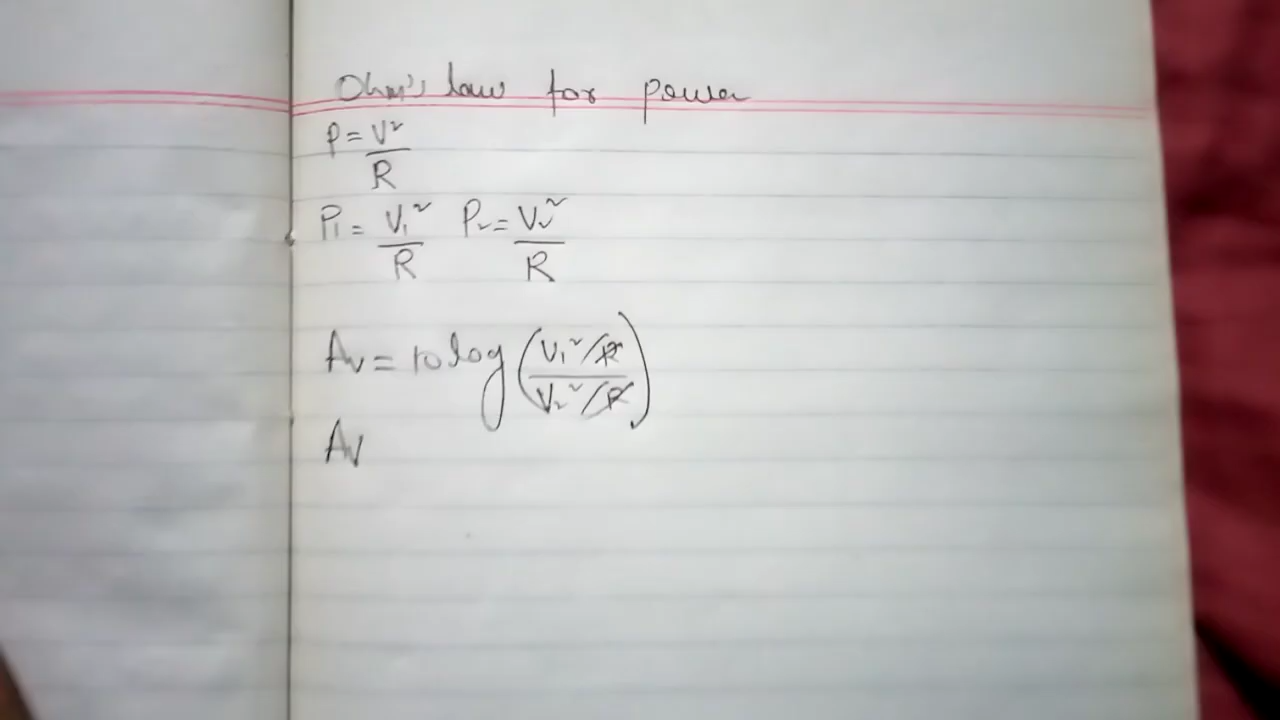 Ohm's law for power
P = V²/R
P₁ = V₁²/R P₂ = V₂²/R
Av = 10 log (V₁²/R / V₂²/R)
Av